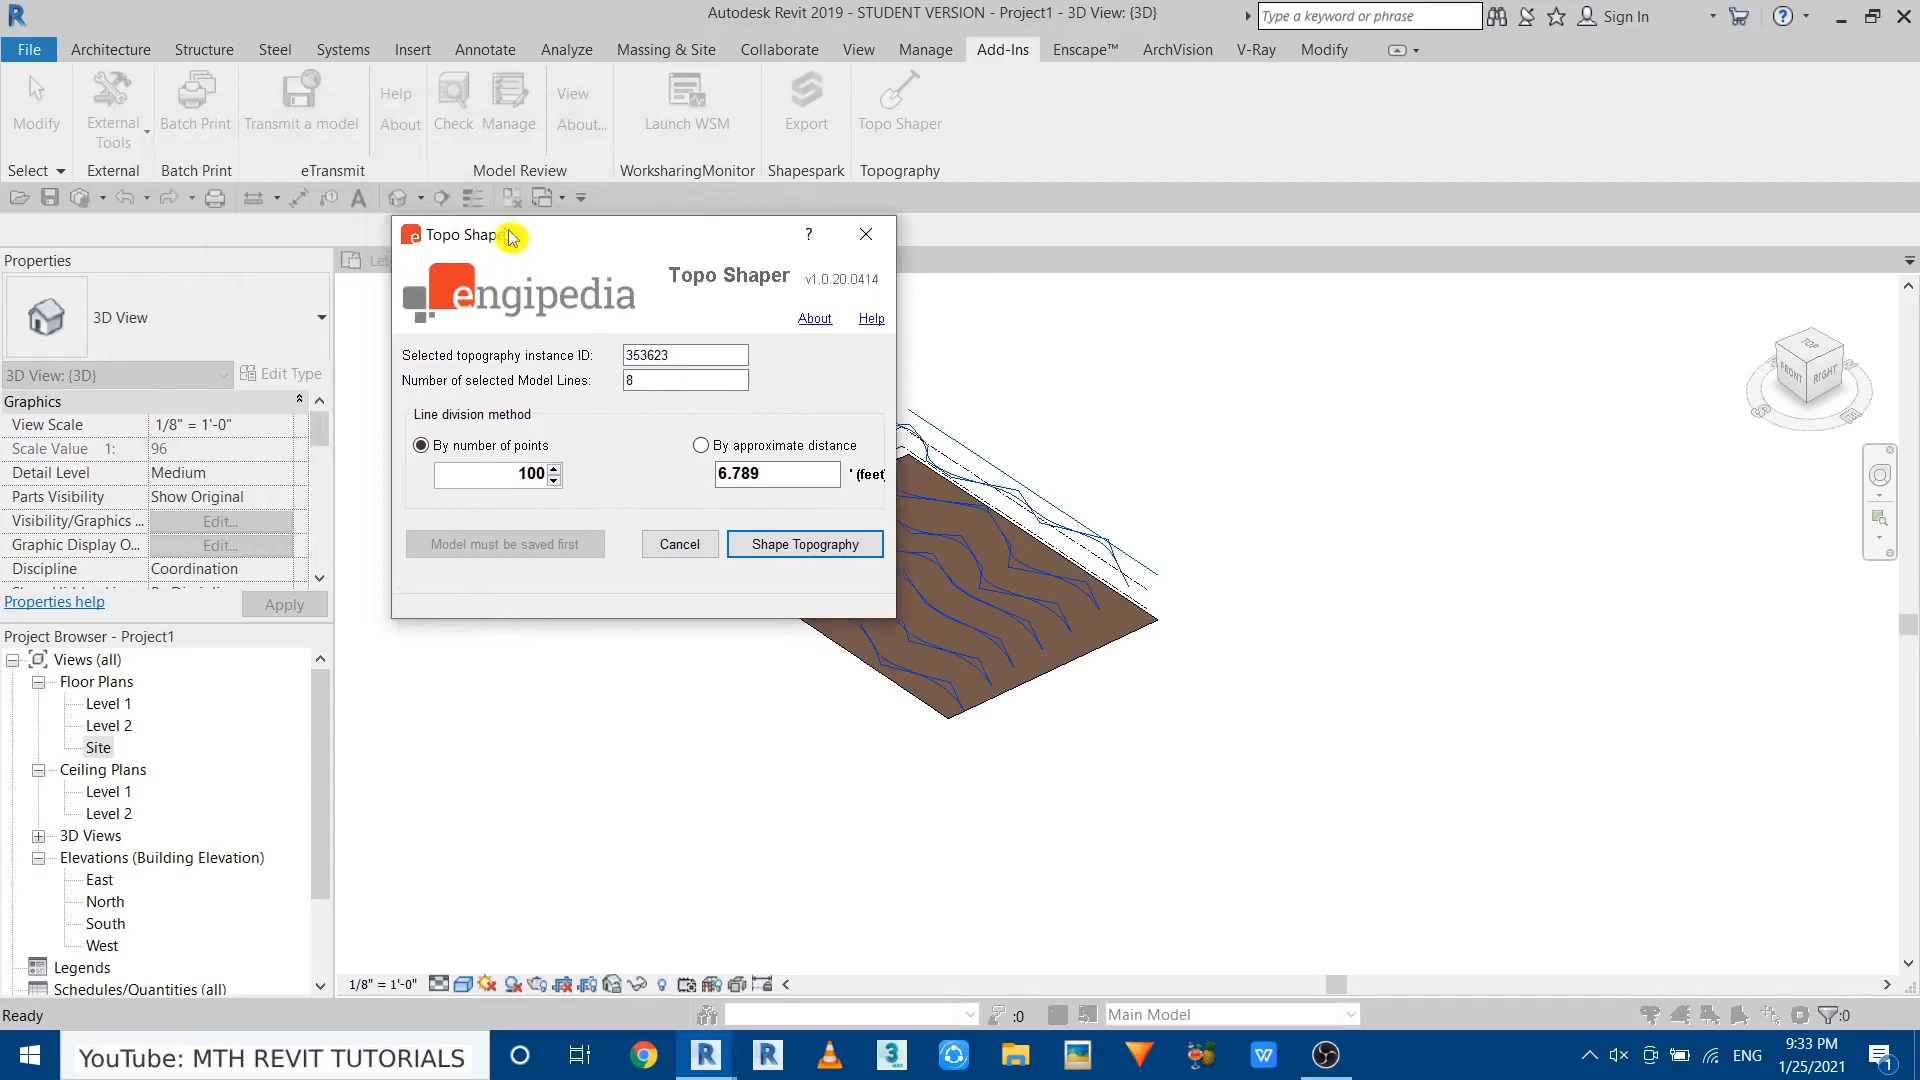 Autodesk Revit 2019 - STUDENT VERSION - Project1 - 3D View: {3D}
Type a keyword or phrase
Sign In
File
Architecture
Structure
Steel
Systems
Insert
Annotate
Analyze
Massing & Site
Collaborate
View
Manage
Add-Ins
Enscape™
ArchVision
V-Ray
Modify
Modify
External
Tools
Batch Print
Transmit a model
Help
About
Check
Manage
View
About...
Launch WSM
Export
Topo Shaper
Select
External
Batch Print
eTransmit
Model Review
WorksharingMonitor
Shapespark
Topography
Properties
3D View
3D View: {3D}
Edit Type
Graphics
View Scale 1/8" = 1'-0"
Scale Value 1: 96
Detail Level Medium
Parts Visibility Show Original
Visibility/Graphics ... Edit...
Graphic Display O... Edit...
Discipline Coordination
Properties help
Apply
Project Browser - Project1
Views (all)
Floor Plans
Level 1
Level 2
Site
Ceiling Plans
Level 1
Level 2
3D Views
Elevations (Building Elevation)
East
North
South
West
Legends
Schedules/Quantities (all)
engipedia
Topo Shaper v1.0.20.0414
About Help
Selected topography instance ID: 353623
Number of selected Model Lines: 8
Line division method
By number of points
By approximate distance
100
6.789 ' (feet)
Model must be saved first
Cancel
Shape Topography
TOP
FRONT
RIGHT
1/8" = 1'-0"
Ready
:0
Main Model
:0
YouTube: MTH REVIT TUTORIALS
ENG
9:33 PM
1/25/2021
1